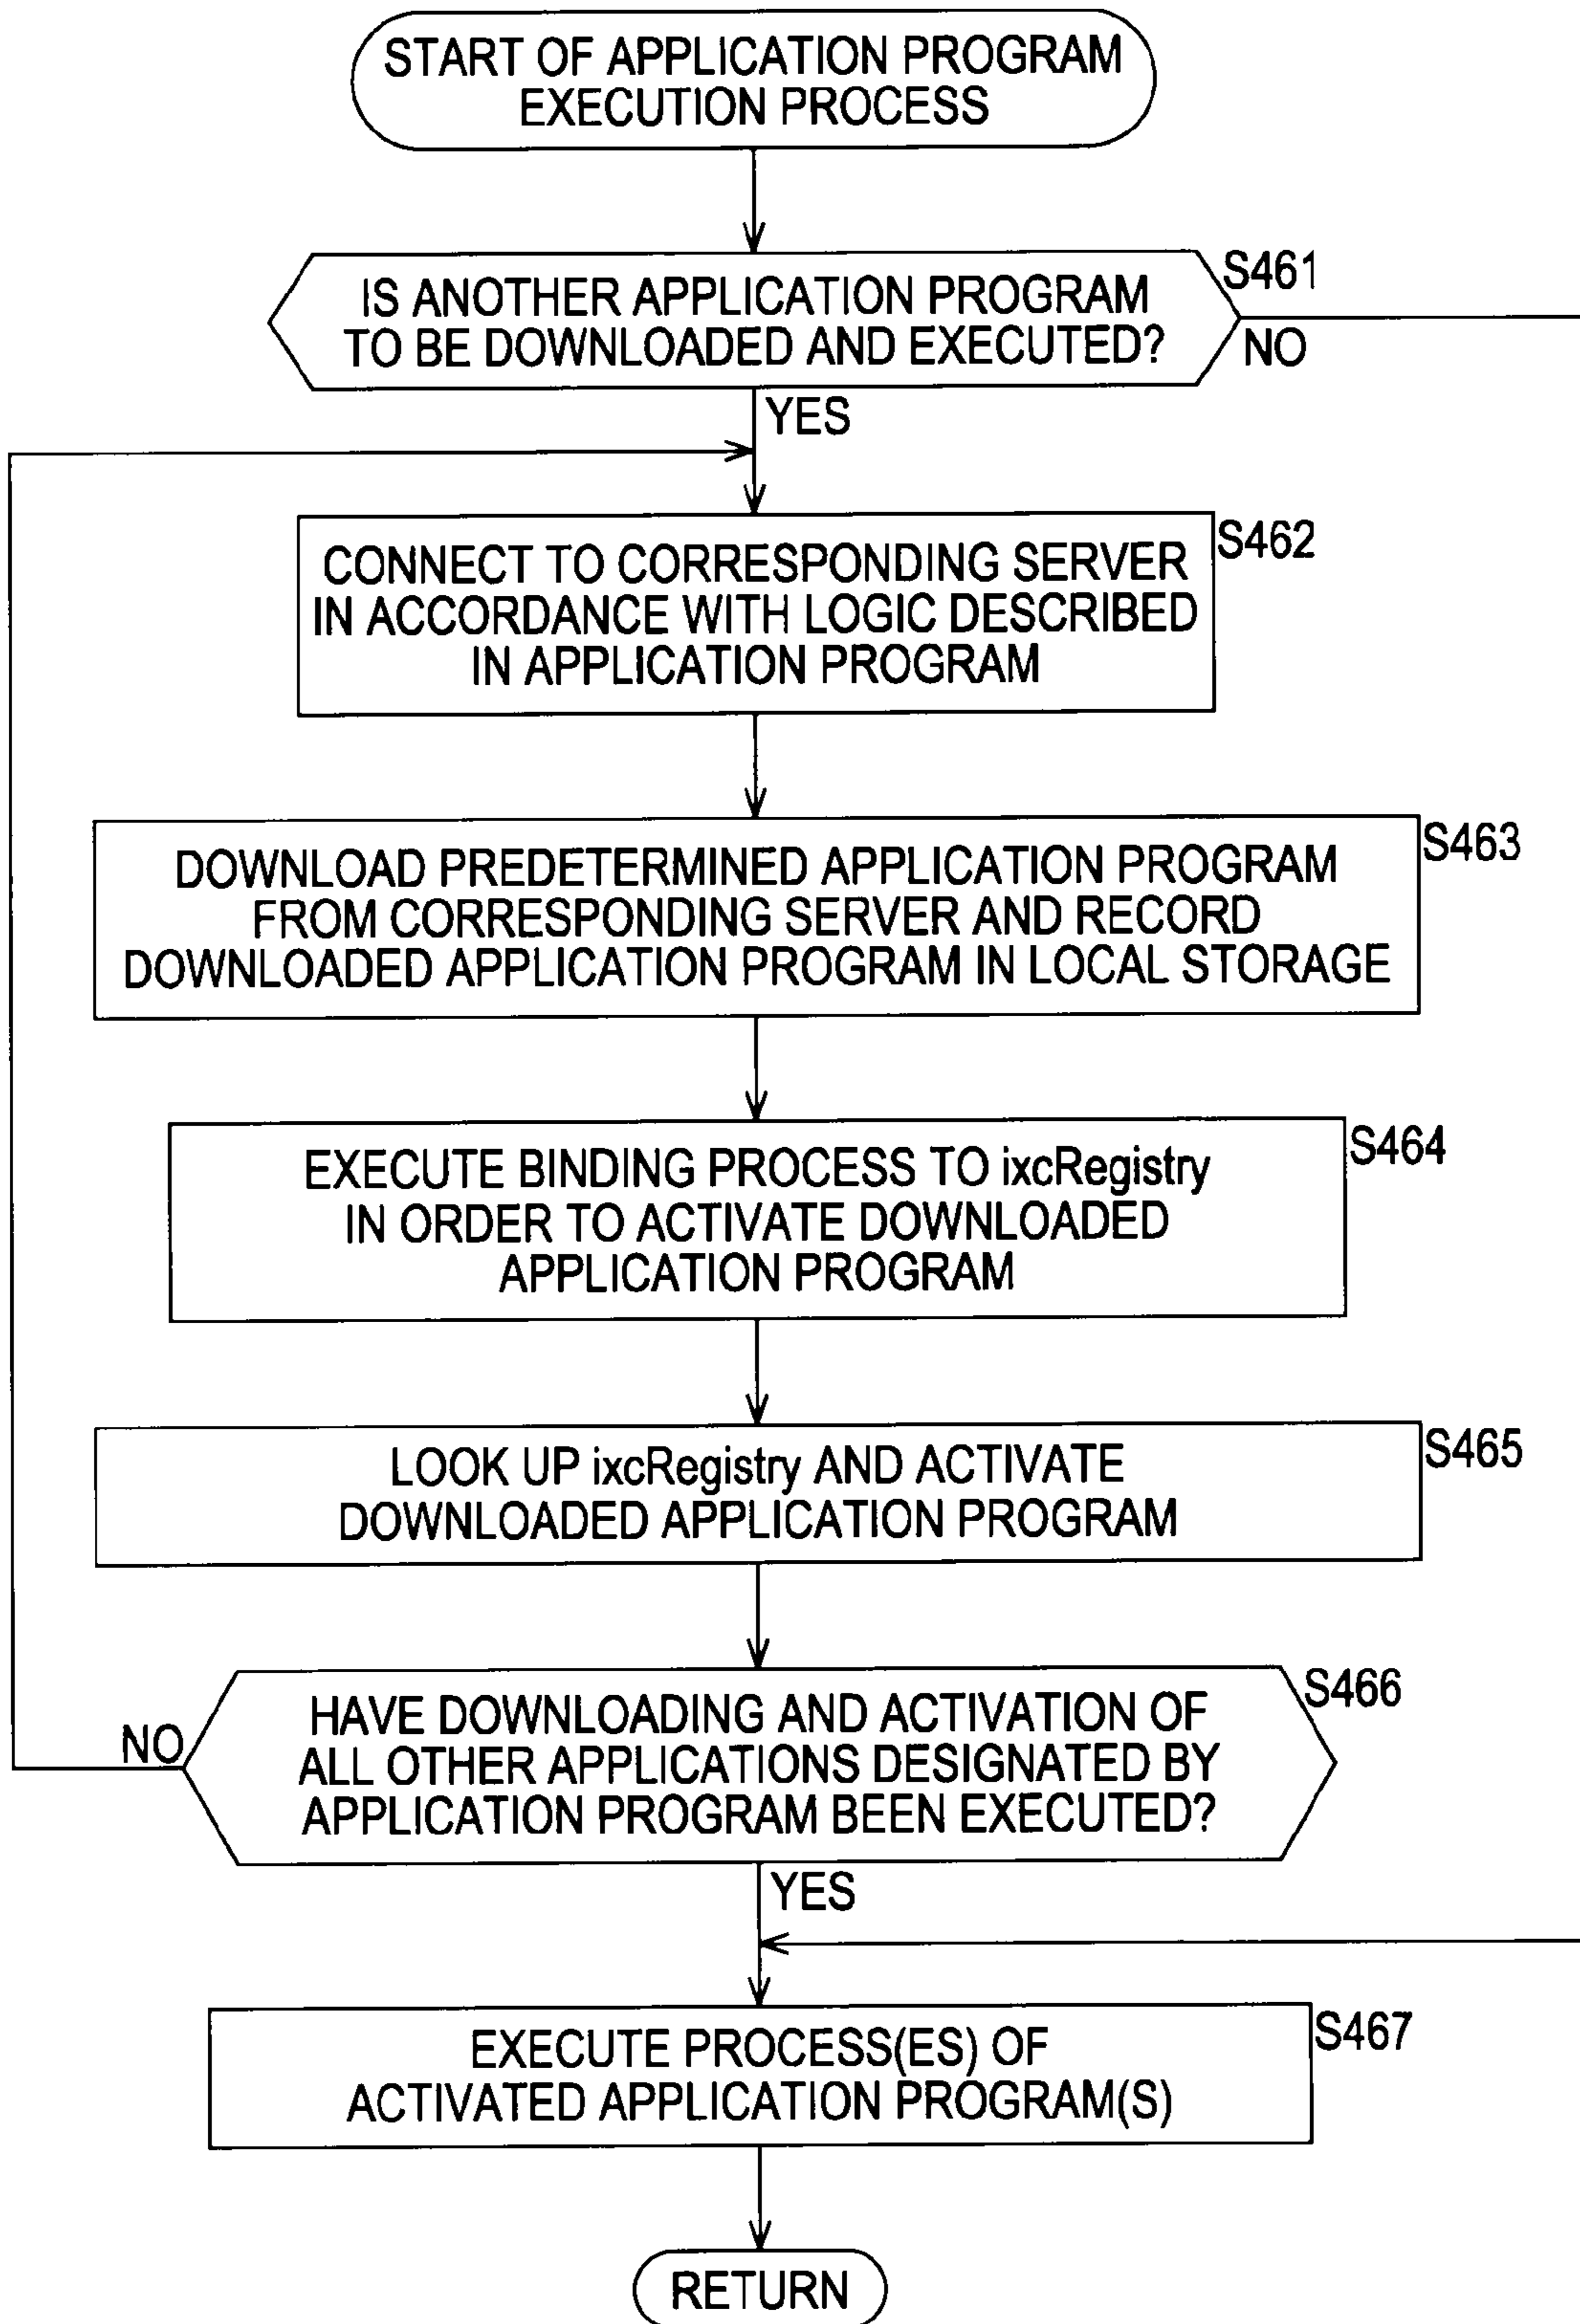 START OF APPLICATION PROGRAM
EXECUTION PROCESS
S461
IS ANOTHER APPLICATION PROGRAM
TO BE DOWNLOADED AND EXECUTED?
NO
YES
S462
CONNECT TO CORRESPONDING SERVER
IN ACCORDANCE WITH LOGIC DESCRIBED
IN APPLICATION PROGRAM
S463
DOWNLOAD PREDETERMINED APPLICATION PROGRAM
FROM CORRESPONDING SERVER AND RECORD
DOWNLOADED APPLICATION PROGRAM IN LOCAL STORAGE
S464
EXECUTE BINDING PROCESS TO ixcRegistry
IN ORDER TO ACTIVATE DOWNLOADED
APPLICATION PROGRAM
S465
LOOK UP ixcRegistry AND ACTIVATE
DOWNLOADED APPLICATION PROGRAM
S466
HAVE DOWNLOADING AND ACTIVATION OF
ALL OTHER APPLICATIONS DESIGNATED BY
APPLICATION PROGRAM BEEN EXECUTED?
NO
YES
S467
EXECUTE PROCESS(ES) OF
ACTIVATED APPLICATION PROGRAM(S)
RETURN